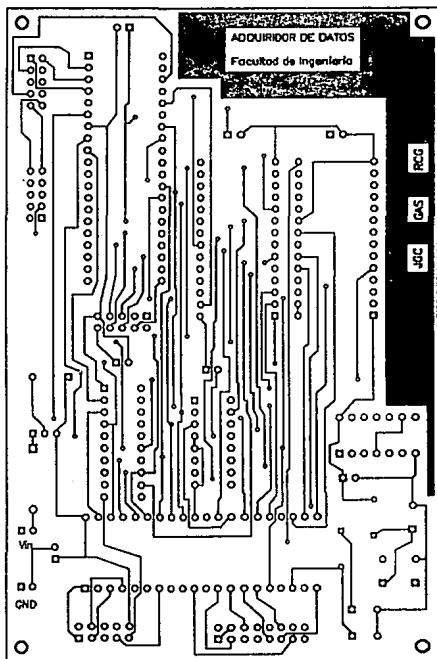 ADQUIRIDOR DE DATOS
Facultad de Ingeniería
RCG
GAS
JGC
Vin
GND